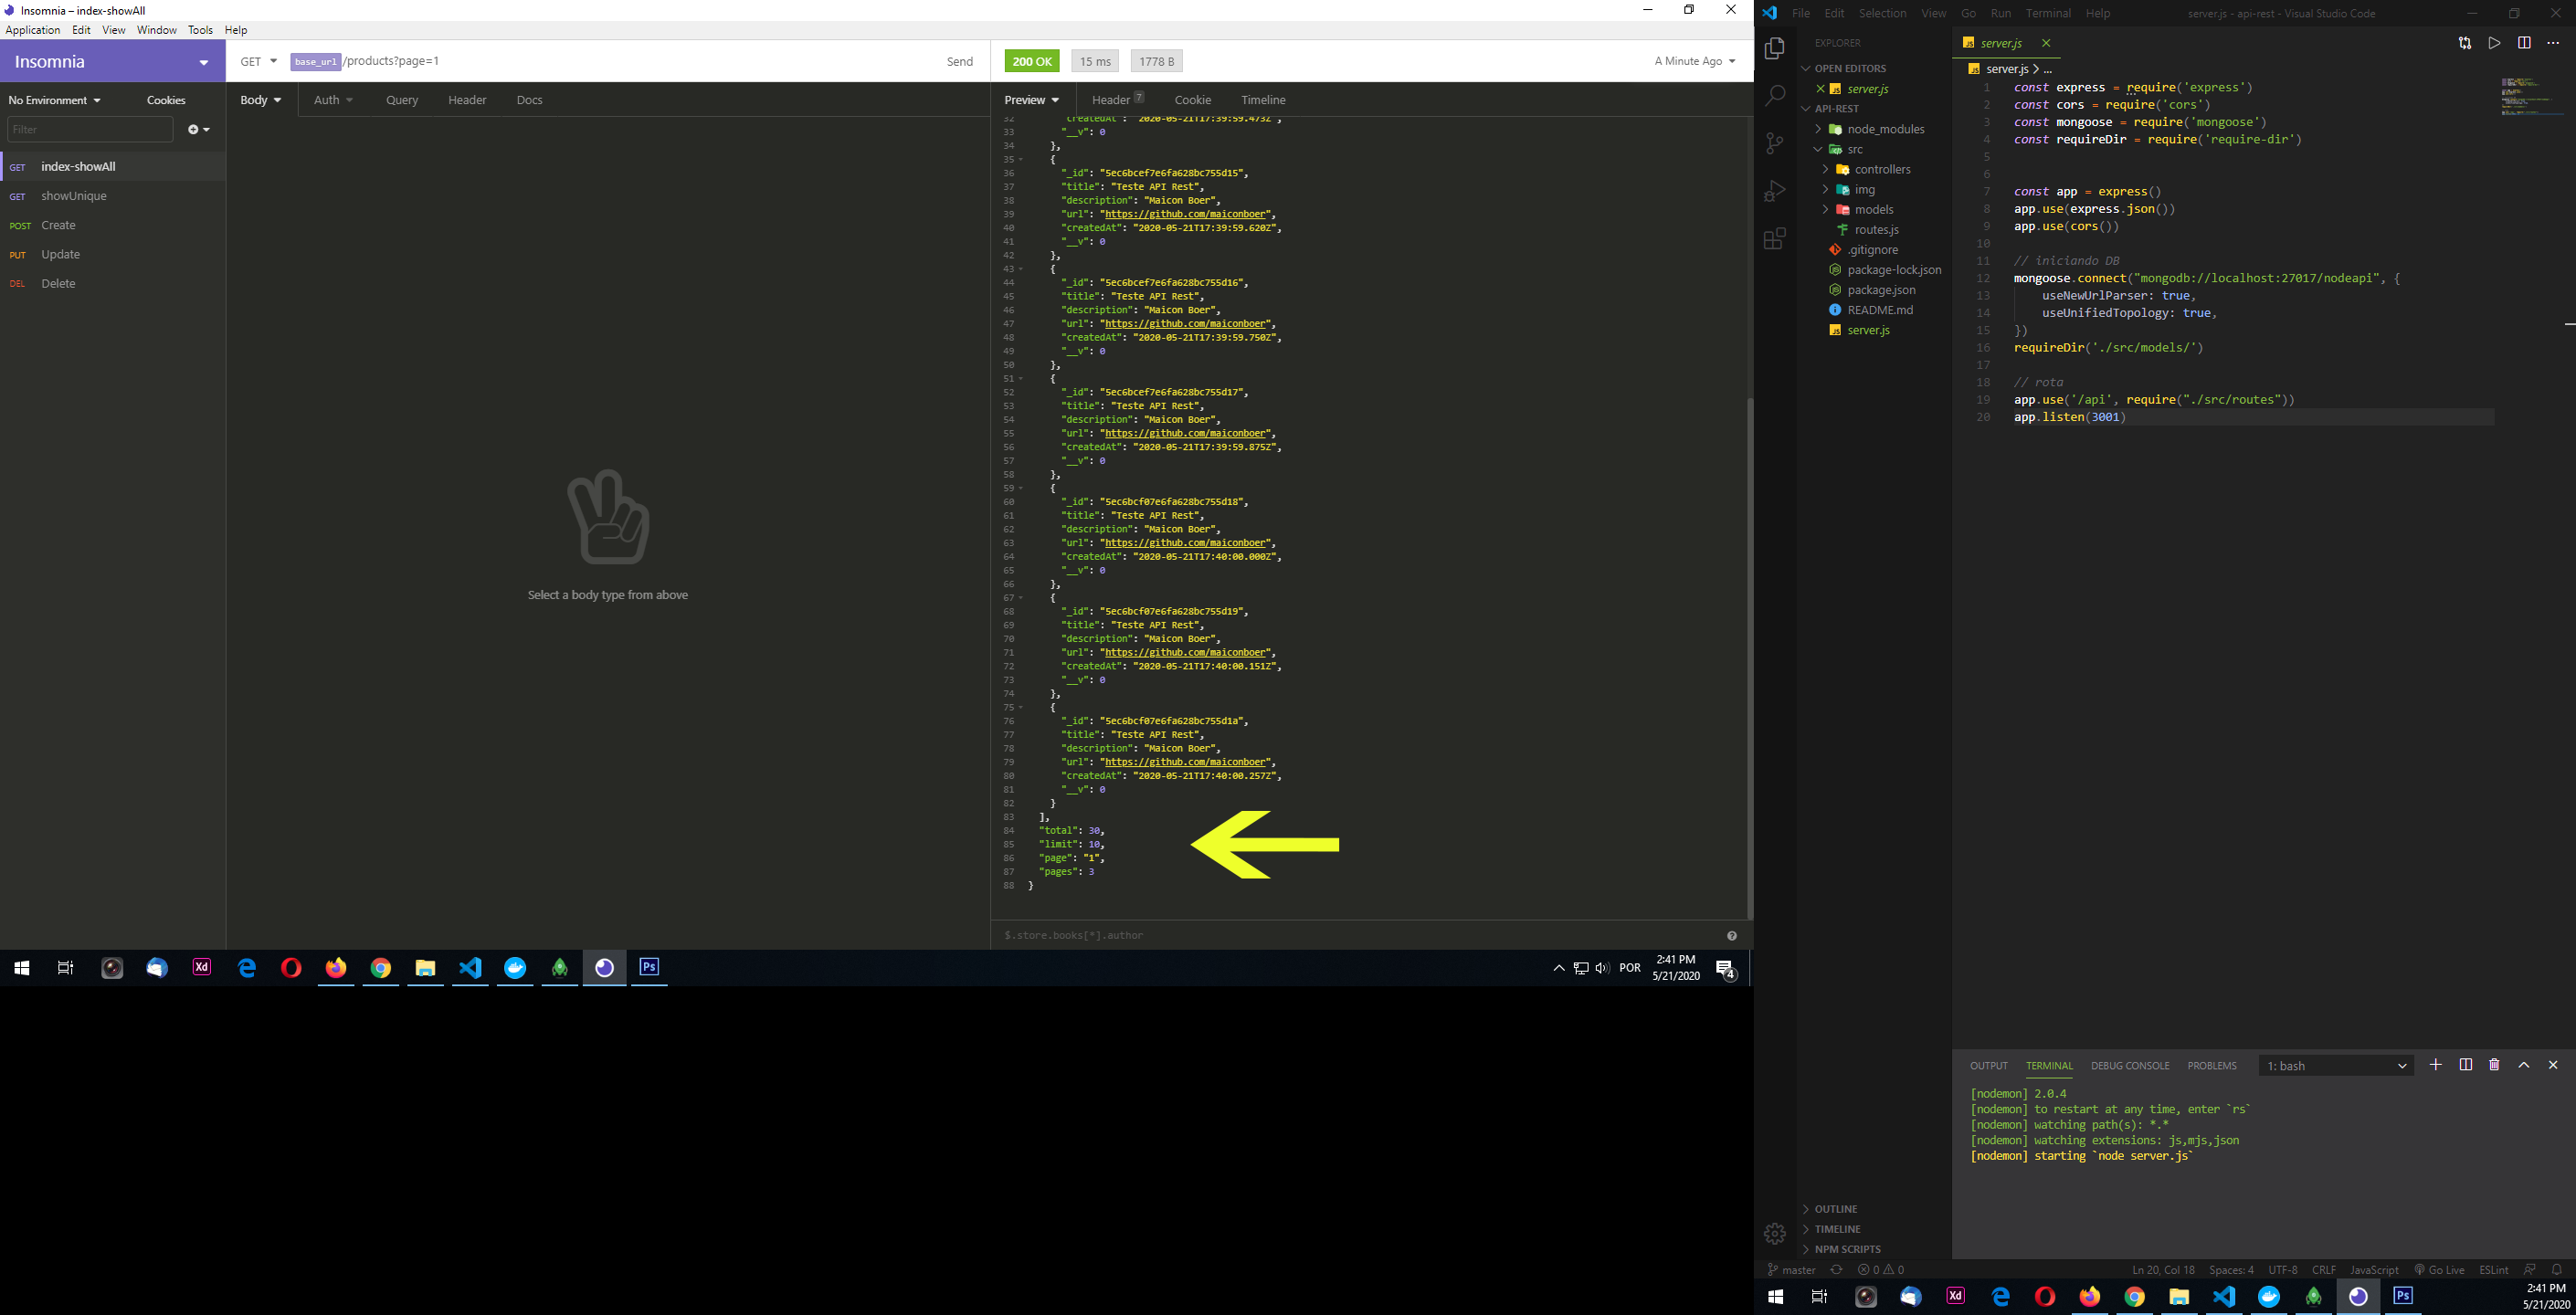 Insomnia – index-showAll
Application Edit View Window Tools Help
Insomnia
GET base_url/products?page=1 Send
200 OK 15 ms 1778 B A Minute Ago
No Environment Cookies
Body Auth Query Header Docs
Preview Header 7 Cookie Timeline
Filter
GET index-showAll
GET showUnique
POST Create
PUT Update
DEL Delete
Select a body type from above
32 "createdAt": "2020-05-21T17:39:59.473Z",
33 "__v": 0
34 },
35 {
36 "_id": "5ec6bcef7e6fa628bc755d15",
37 "title": "Teste API Rest",
38 "description": "Maicon Boer",
39 "url": "https://github.com/maiconboer",
40 "createdAt": "2020-05-21T17:39:59.620Z",
41 "__v": 0
42 },
43 {
44 "_id": "5ec6bcef7e6fa628bc755d16",
45 "title": "Teste API Rest",
46 "description": "Maicon Boer",
47 "url": "https://github.com/maiconboer",
48 "createdAt": "2020-05-21T17:39:59.750Z",
49 "__v": 0
50 },
51 {
52 "_id": "5ec6bcef7e6fa628bc755d17",
53 "title": "Teste API Rest",
54 "description": "Maicon Boer",
55 "url": "https://github.com/maiconboer",
56 "createdAt": "2020-05-21T17:39:59.875Z",
57 "__v": 0
58 },
59 {
60 "_id": "5ec6bcf07e6fa628bc755d18",
61 "title": "Teste API Rest",
62 "description": "Maicon Boer",
63 "url": "https://github.com/maiconboer",
64 "createdAt": "2020-05-21T17:40:00.000Z",
65 "__v": 0
66 },
67 {
68 "_id": "5ec6bcf07e6fa628bc755d19",
69 "title": "Teste API Rest",
70 "description": "Maicon Boer",
71 "url": "https://github.com/maiconboer",
72 "createdAt": "2020-05-21T17:40:00.151Z",
73 "__v": 0
74 },
75 {
76 "_id": "5ec6bcf07e6fa628bc755d1a",
77 "title": "Teste API Rest",
78 "description": "Maicon Boer",
79 "url": "https://github.com/maiconboer",
80 "createdAt": "2020-05-21T17:40:00.257Z",
81 "__v": 0
82 }
83 ],
84 "total": 30,
85 "limit": 10,
86 "page": "1",
87 "pages": 3
88 }
$.store.books[*].author
Xd Ps POR 2:41 PM
5/21/2020 4
File Edit Selection View Go Run Terminal Help server.js - api-rest - Visual Studio Code
EXPLORER
OPEN EDITORS
JS server.js
API-REST
node_modules
src
controllers
img
models
routes.js
.gitignore
package-lock.json
package.json
README.md
JS server.js
JS server.js
JS server.js > ...
1 const express = require('express')
2 const cors = require('cors')
3 const mongoose = require('mongoose')
4 const requireDir = require('require-dir')
5
6
7 const app = express()
8 app.use(express.json())
9 app.use(cors())
10
11 // iniciando DB
12 mongoose.connect("mongodb://localhost:27017/nodeapi", {
13 useNewUrlParser: true,
14 useUnifiedTopology: true,
15 })
16 requireDir('./src/models/')
17
18 // rota
19 app.use('/api', require("./src/routes"))
20 app.listen(3001)
OUTPUT TERMINAL DEBUG CONSOLE PROBLEMS 1: bash
[nodemon] 2.0.4
[nodemon] to restart at any time, enter `rs`
[nodemon] watching path(s): *.*
[nodemon] watching extensions: js,mjs,json
[nodemon] starting `node server.js`
OUTLINE
TIMELINE
NPM SCRIPTS
master 0 0 Ln 20, Col 18 Spaces: 4 UTF-8 CRLF JavaScript Go Live ESLint
Xd Ps 2:41 PM
5/21/2020